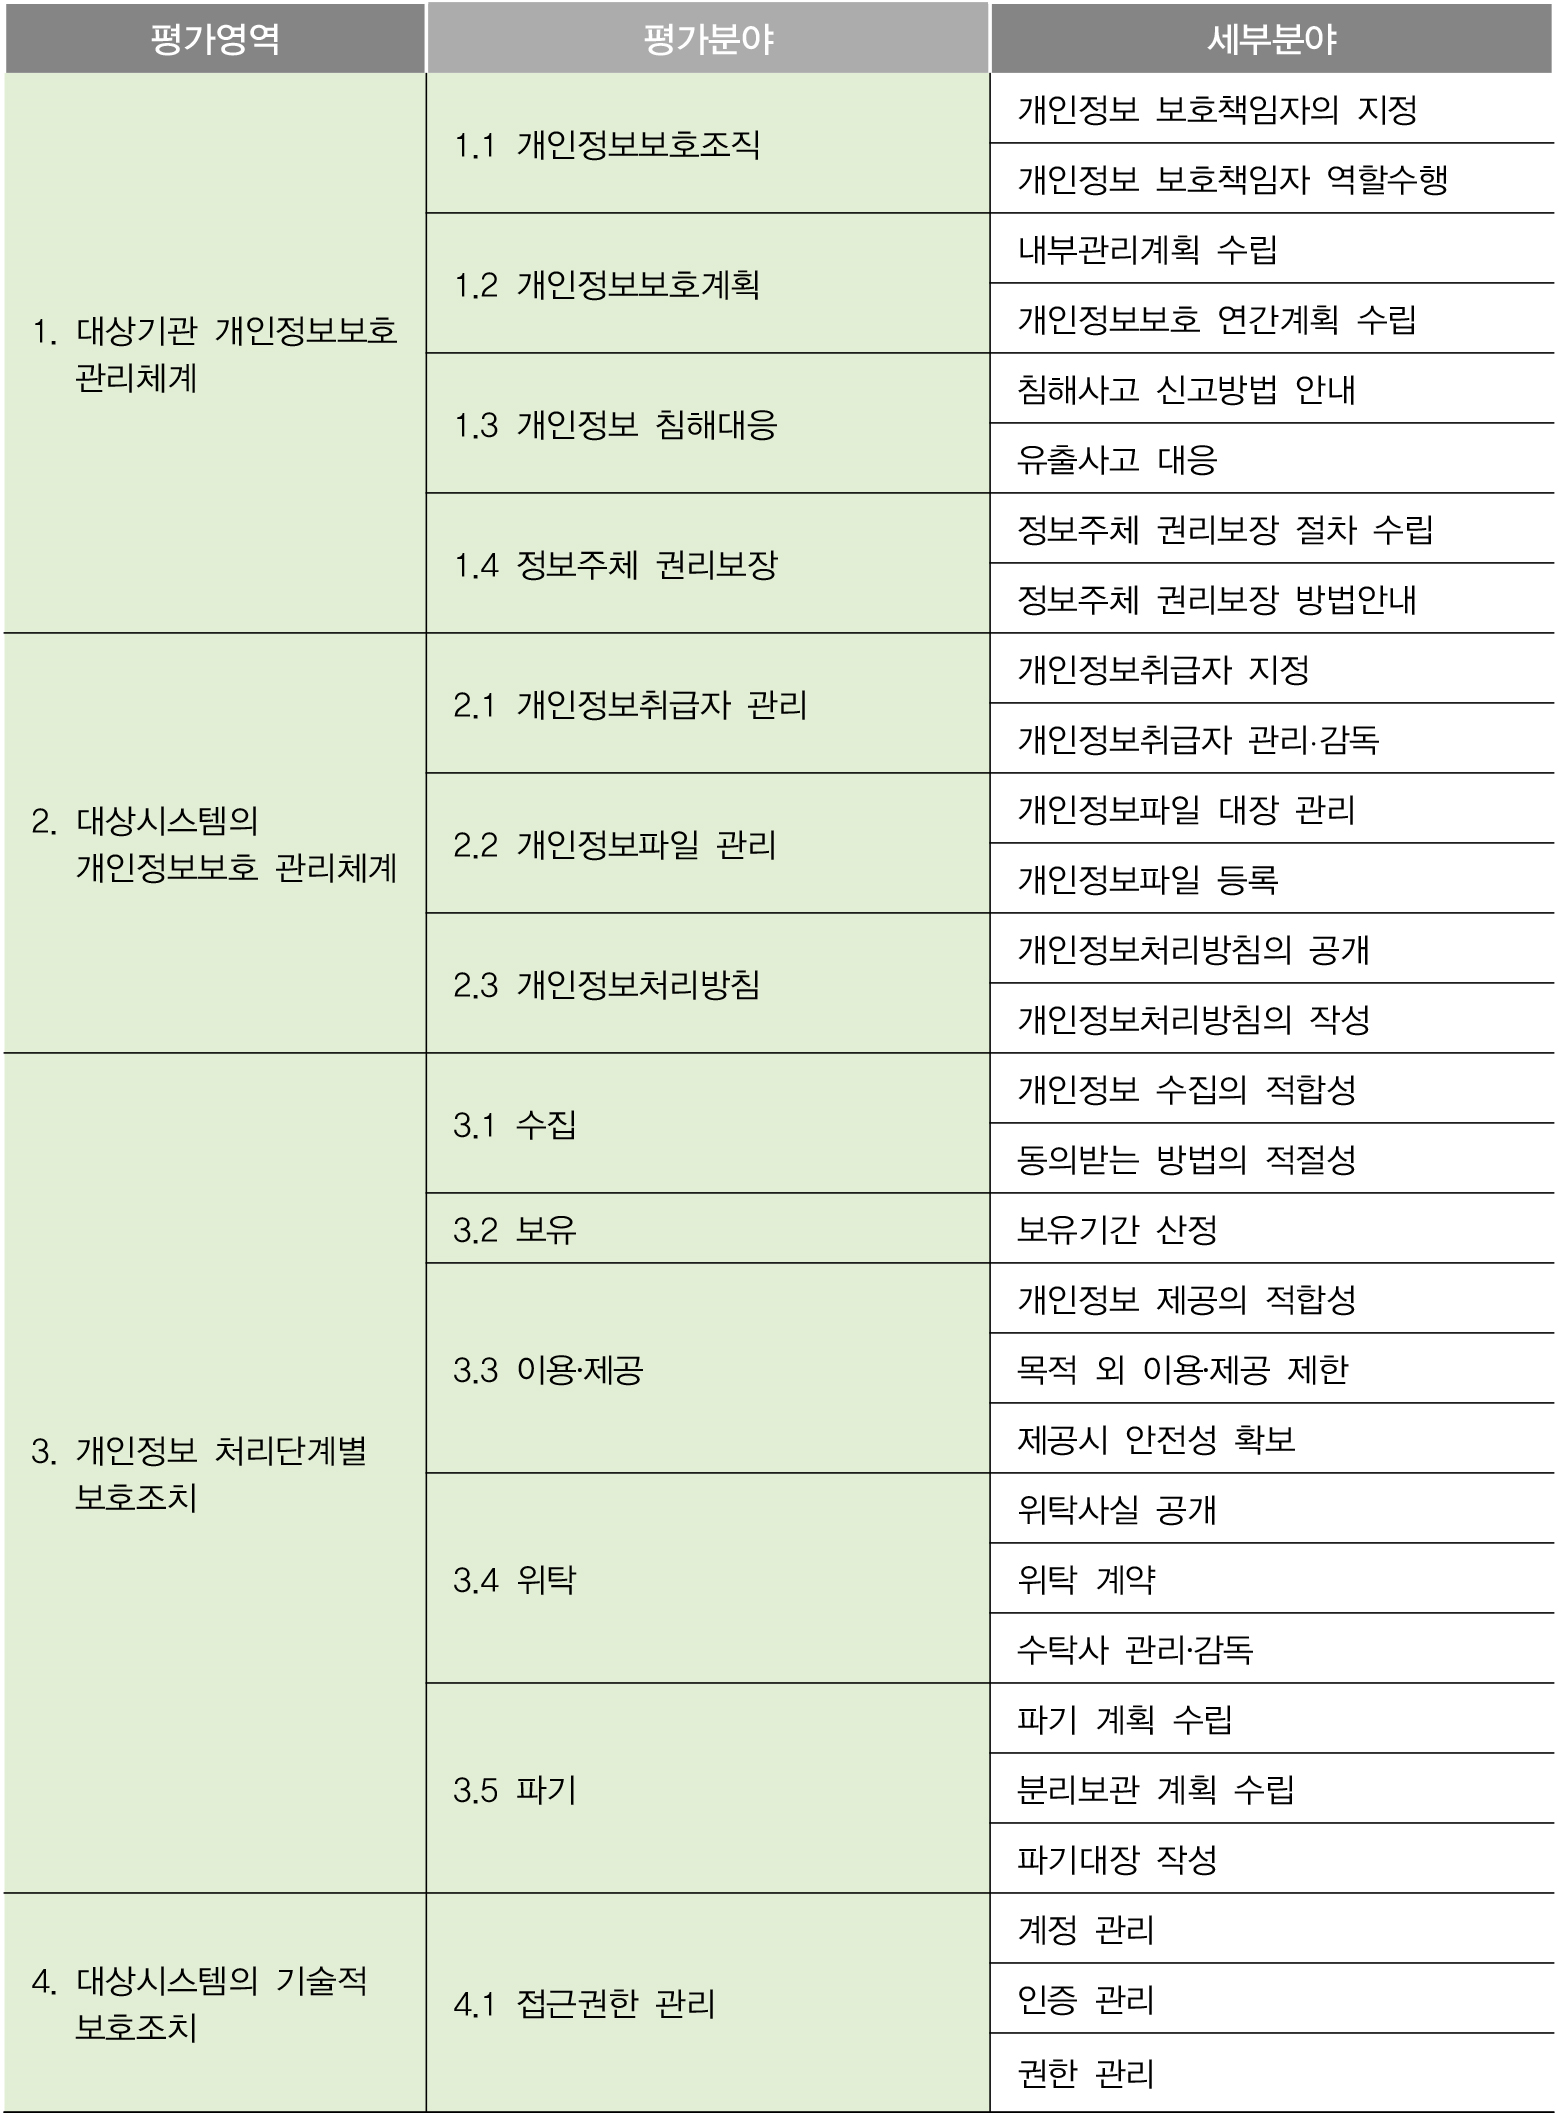 평가영역 평가분야 세부분야
1. 대상기관 개인정보보호
관리체계
1.1 개인정보보호조직
개인정보 보호책임자의 지정
개인정보 보호책임자 역할수행
1.2 개인정보보호계획
내부관리계획 수립
개인정보보호 연간계획 수립
1.3 개인정보 침해대응
침해사고 신고방법 안내
유출사고 대응
1.4 정보주체 권리보장
정보주체 권리보장 절차 수립
정보주체 권리보장 방법안내
2. 대상시스템의
개인정보보호 관리체계
2.1 개인정보취급자 관리
개인정보취급자 지정
개인정보취급자 관리·감독
2.2 개인정보파일 관리
개인정보파일 대장 관리
개인정보파일 등록
2.3 개인정보처리방침
개인정보처리방침의 공개
개인정보처리방침의 작성
3. 개인정보 처리단계별
보호조치
3.1 수집
개인정보 수집의 적합성
동의받는 방법의 적절성
3.2 보유
보유기간 산정
3.3 이용·제공
개인정보 제공의 적합성
목적 외 이용·제공 제한
제공시 안전성 확보
3.4 위탁
위탁사실 공개
위탁 계약
수탁사 관리·감독
3.5 파기
파기 계획 수립
분리보관 계획 수립
파기대장 작성
4. 대상시스템의 기술적
보호조치
4.1 접근권한 관리
계정 관리
인증 관리
권한 관리